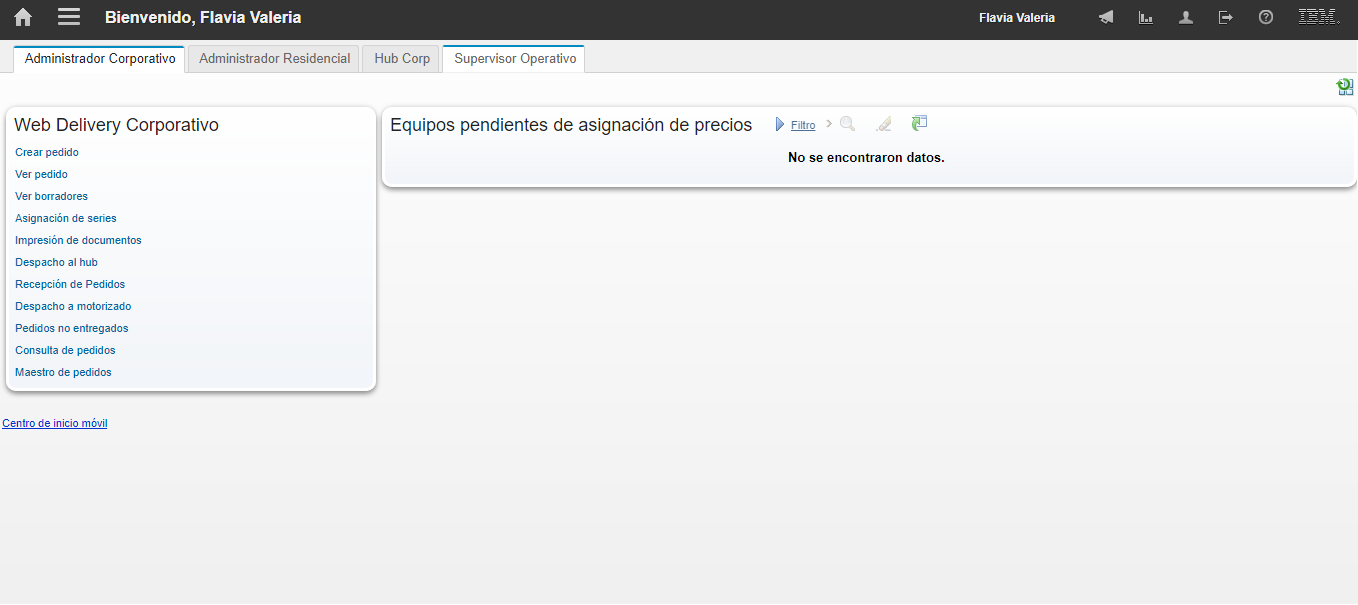 Bienvenido, Flavia Valeria
Flavia Valeria
IBM.
Administrador Corporativo
Administrador Residencial
Hub Corp
Supervisor Operativo
Web Delivery Corporativo
Crear pedido
Ver pedido
Ver borradores
Asignación de series
Impresión de documentos
Despacho al hub
Recepción de Pedidos
Despacho a motorizado
Pedidos no entregados
Consulta de pedidos
Maestro de pedidos
Equipos pendientes de asignación de precios
Filtro
No se encontraron datos.
Centro de inicio móvil